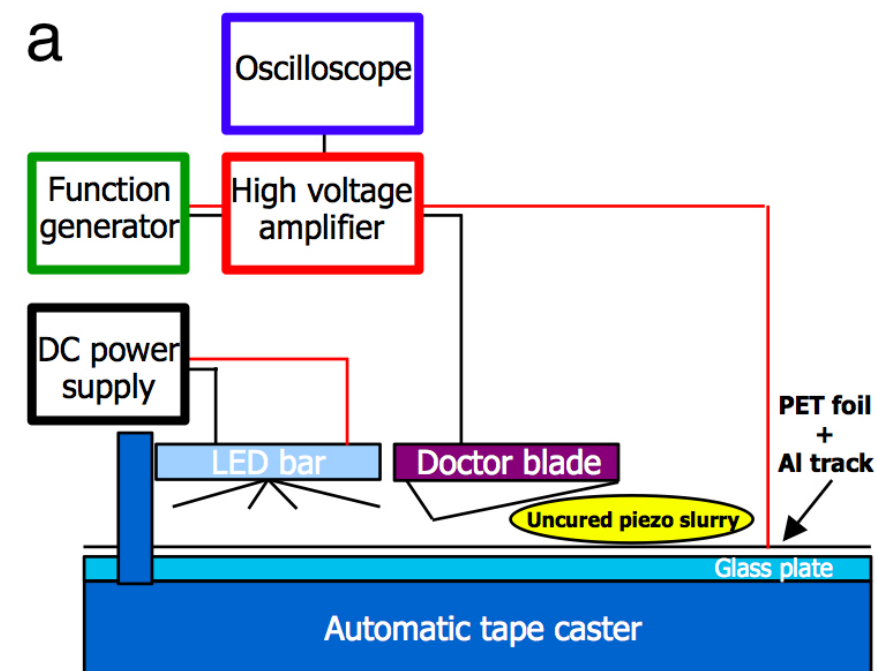 a
Oscilloscope
Function
generator
High voltage
amplifier
DC power
supply
PET foil
+
Al track
LED bar
Doctor blade
Uncured piezo slurry
Glass plate
Automatic tape caster